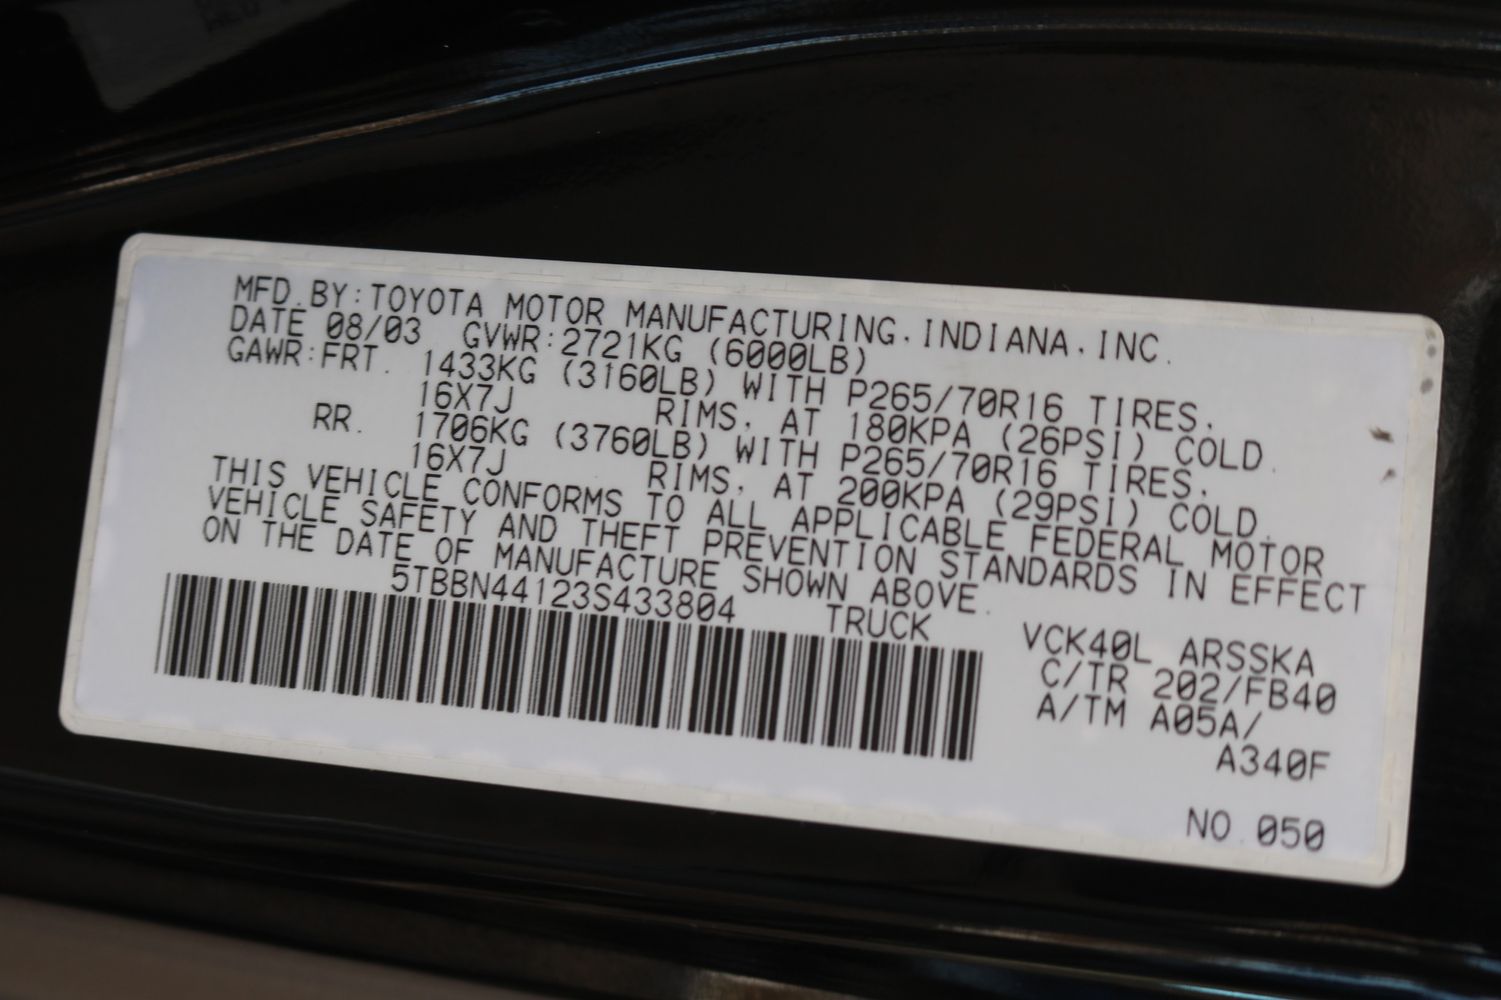 MFD.BY:TOYOTA MOTOR MANUFACTURING,INDIANA,INC.
DATE 08/03 GVWR:2721KG (6000LB)
GAWR:FRT. 1433KG (3160LB) WITH P265/70R16 TIRES,
16X7J RIMS, AT 180KPA (26PSI) COLD.
RR. 1706KG (3760LB) WITH P265/70R16 TIRES,
16X7J RIMS, AT 200KPA (29PSI) COLD.
THIS VEHICLE CONFORMS TO ALL APPLICABLE FEDERAL MOTOR
VEHICLE SAFETY AND THEFT PREVENTION STANDARDS IN EFFECT
ON THE DATE OF MANUFACTURE SHOWN ABOVE.
5TBBN44123S433804 TRUCK
VCK40L ARSSKA
C/TR 202/FB40
A/TM A05A/
A340F
NO.050